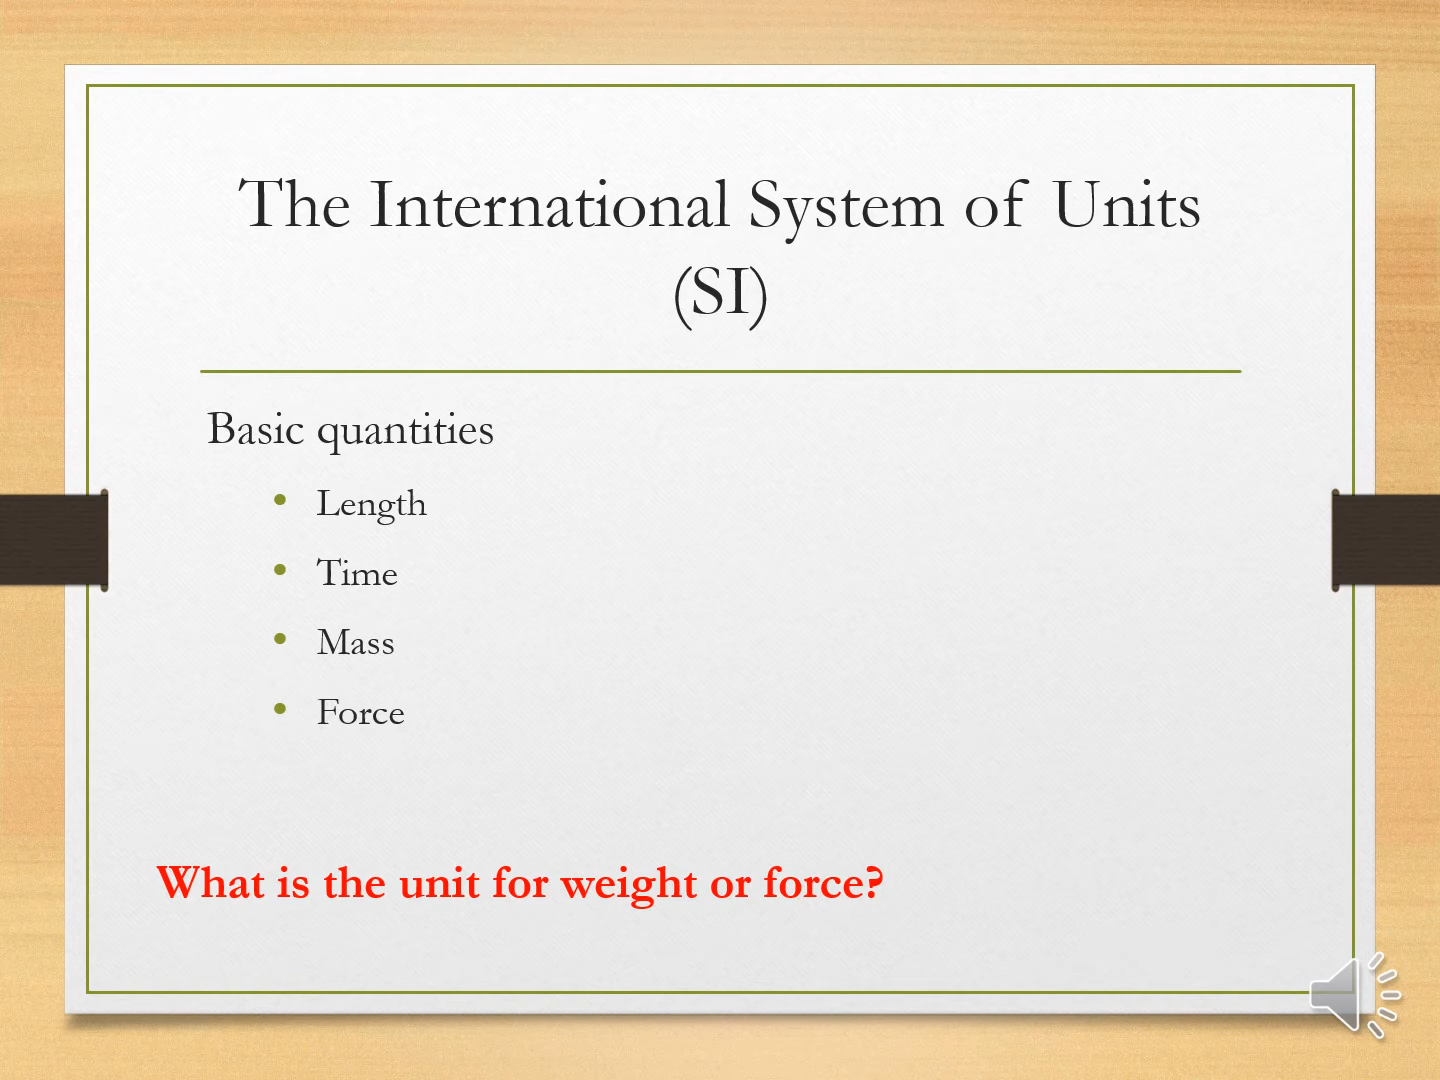 The International System of Units
(SI)
Basic quantities
• Length
• Time
• Mass
• Force
What is the unit for weight or force?